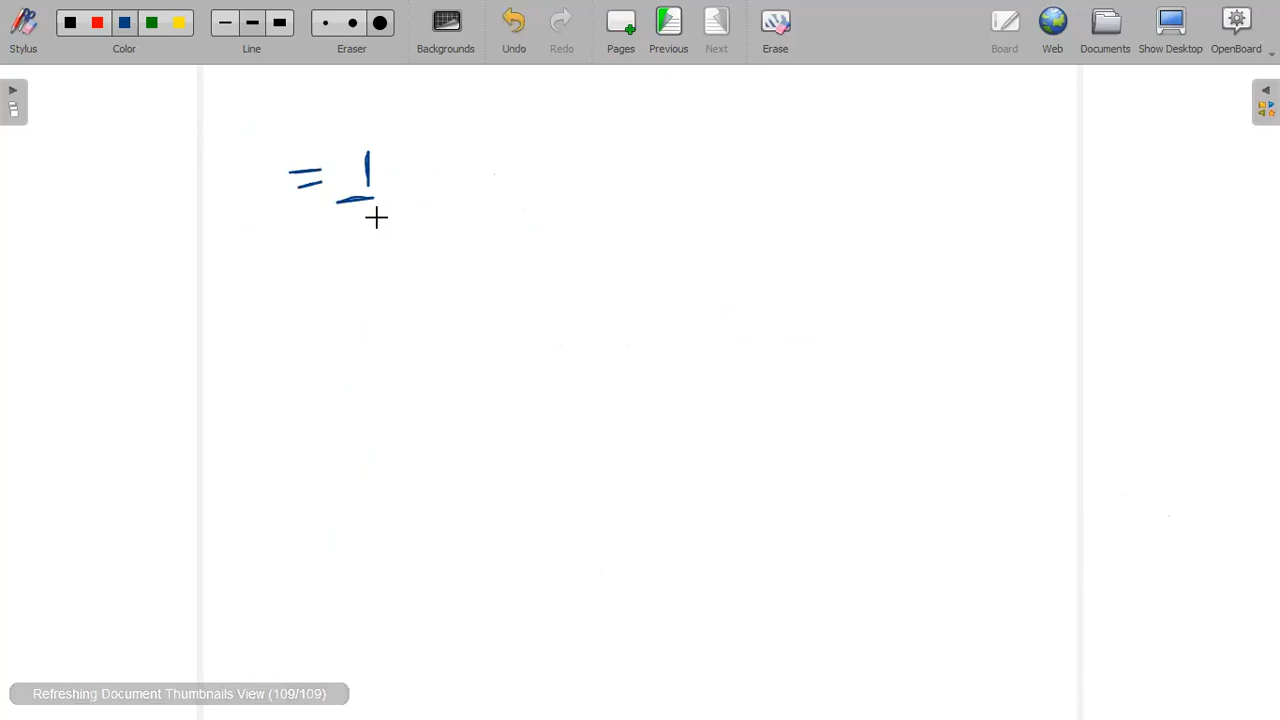 Stylus Color Line Eraser Backgrounds Undo Redo Pages Previous Next Erase Board Web Documents Show Desktop OpenBoard
= 1
Refreshing Document Thumbnails View (109/109)